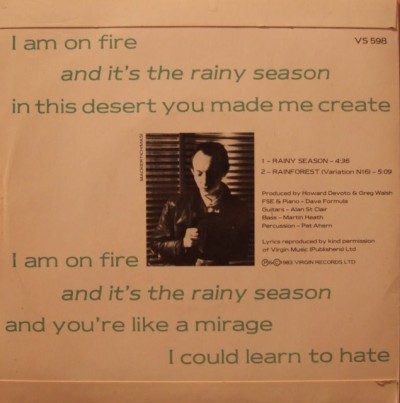 I am on fire
VS 598
and it's the rainy season
in this desert you made me create
1 – RAINY SEASON – 4:36
2 – RAINFOREST (Variation N16) – 5:09
Produced by Howard Devoto & Greg Walsh
FSE & Piano – Dave Formula
Guitars – Alan St Clair
Bass – Martin Heath
Percussion – Pat Ahern
Lyrics reproduced by kind permission
of Virgin Music (Publishers) Ltd
I am on fire
℗ © 1983 VIRGIN RECORDS LTD
and it's the rainy season
and you're like a mirage
I could learn to hate